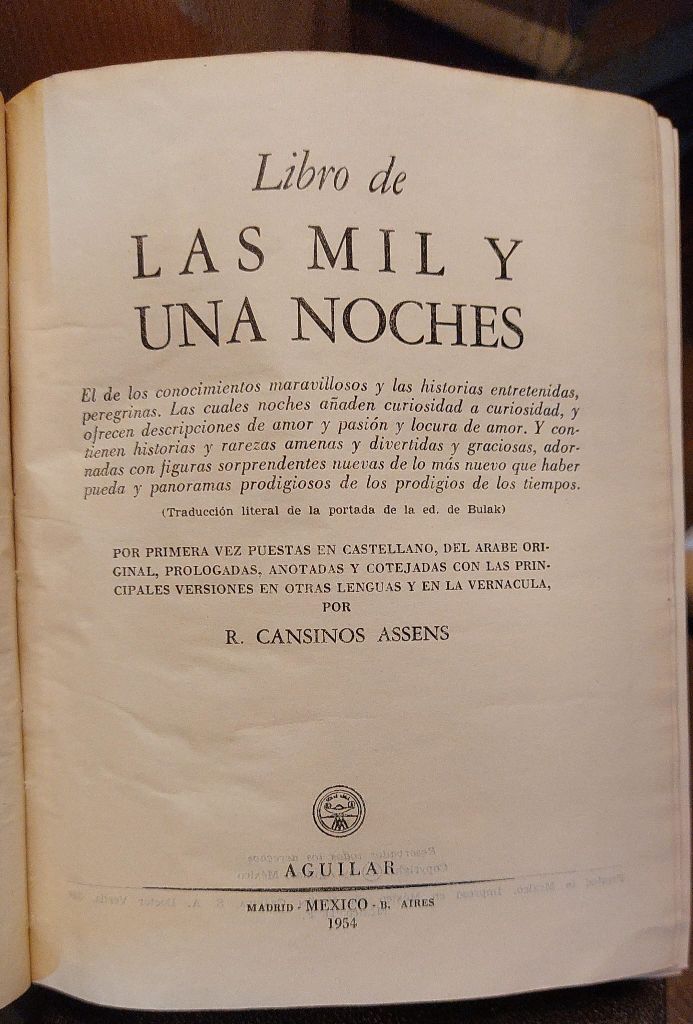 Libro de
LAS MIL Y
UNA NOCHES
El de los conocimientos maravillosos y las historias entretenidas,
peregrinas. Las cuales noches añaden curiosidad a curiosidad, y
ofrecen descripciones de amor y pasión y locura de amor. Y con-
tienen historias y rarezas amenas y divertidas y graciosas, ador-
nadas con figuras sorprendentes nuevas de lo más nuevo que haber
pueda y panoramas prodigiosos de los prodigios de los tiempos.
(Traducción literal de la portada de la ed. de Bulak)
POR PRIMERA VEZ PUESTAS EN CASTELLANO, DEL ARABE ORI-
GINAL, PROLOGADAS, ANOTADAS Y COTEJADAS CON LAS PRIN-
CIPALES VERSIONES EN OTRAS LENGUAS Y EN LA VERNACULA,
POR
R. CANSINOS ASSENS
Reservados todos los derechos
AGUILAR
MADRID - MEXICO - B. AIRES
1954